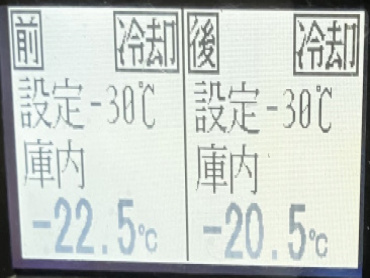 前 冷却
設定-30℃
庫内
-22.5℃
後 冷却
設定-30℃
庫内
-20.5℃